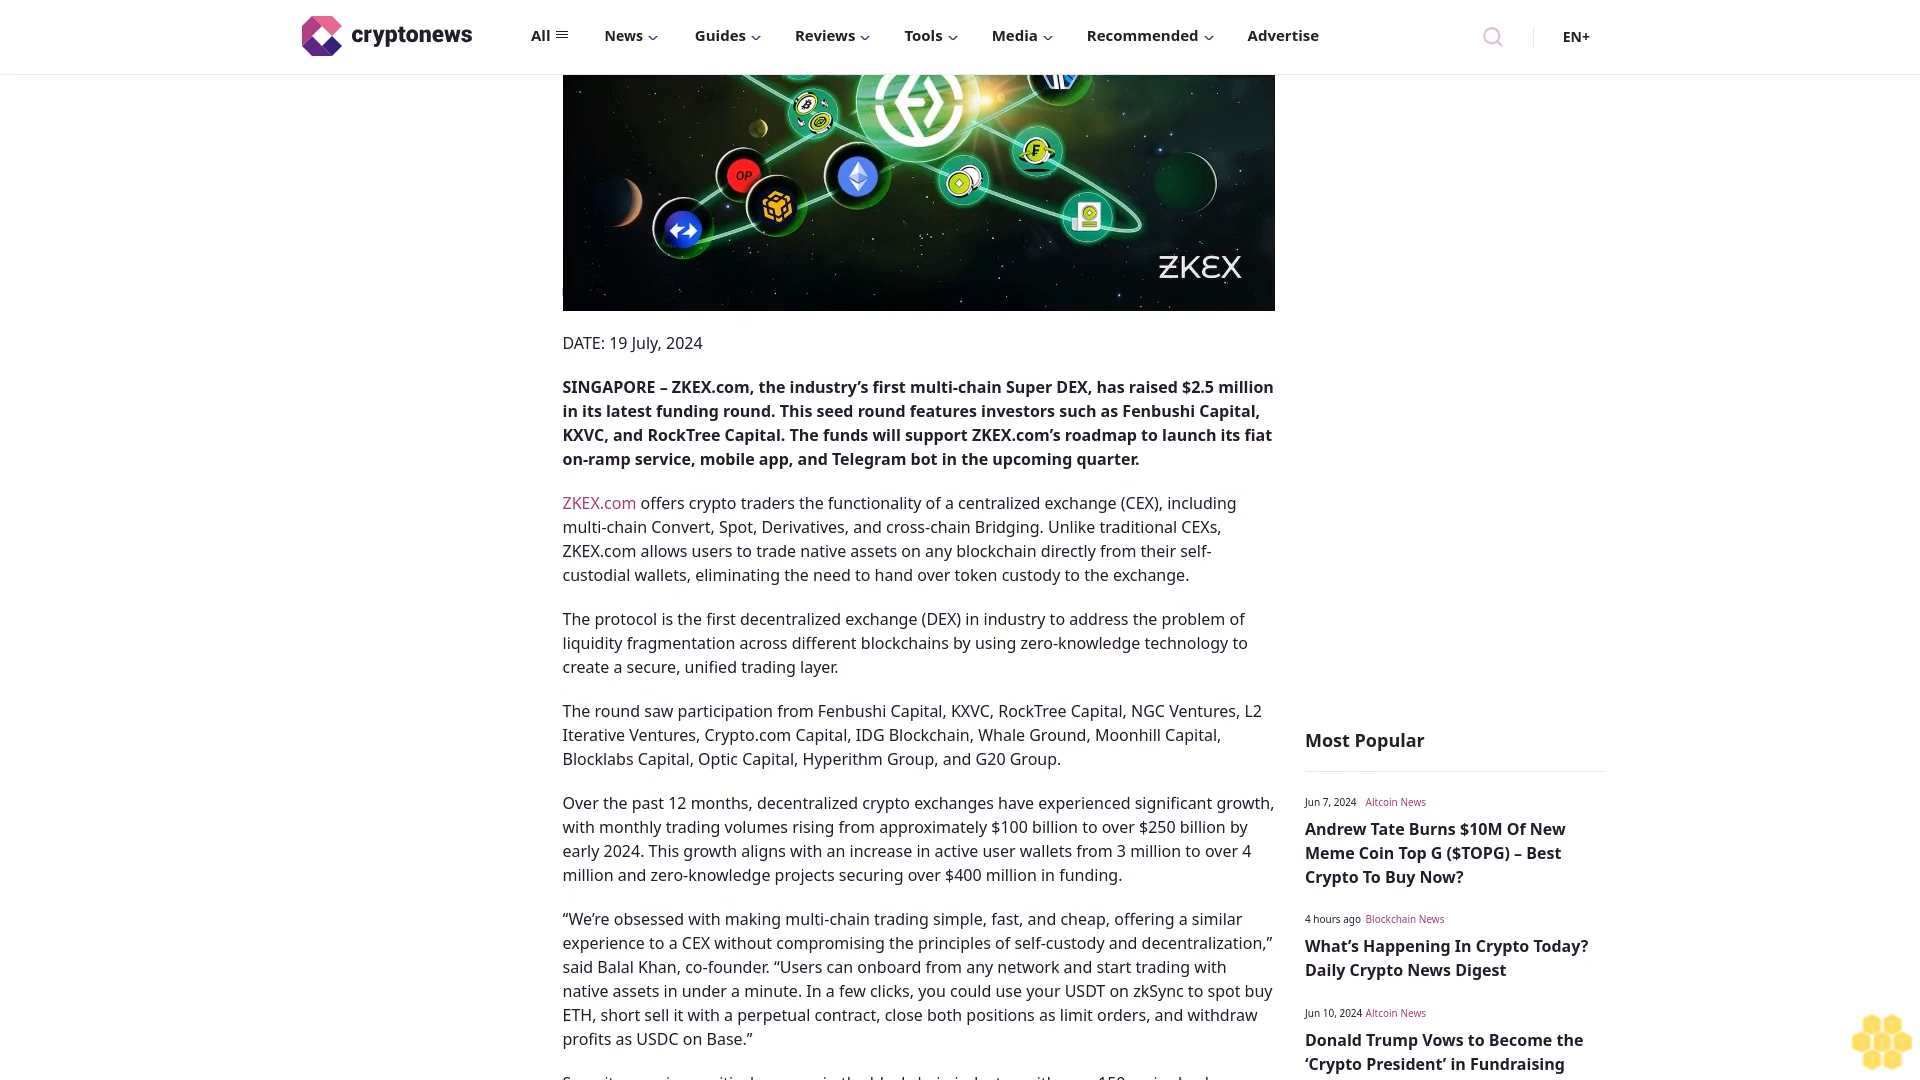 cryptonews
All
News
Guides
Reviews
Tools
Media
Recommended
Advertise
EN+
OP
ZKEX
DATE: 19 July, 2024
SINGAPORE – ZKEX.com, the industry’s first multi-chain Super DEX, has raised $2.5 million
in its latest funding round. This seed round features investors such as Fenbushi Capital,
KXVC, and RockTree Capital. The funds will support ZKEX.com’s roadmap to launch its fiat
on-ramp service, mobile app, and Telegram bot in the upcoming quarter.
ZKEX.com offers crypto traders the functionality of a centralized exchange (CEX), including
multi-chain Convert, Spot, Derivatives, and cross-chain Bridging. Unlike traditional CEXs,
ZKEX.com allows users to trade native assets on any blockchain directly from their self-
custodial wallets, eliminating the need to hand over token custody to the exchange.
The protocol is the first decentralized exchange (DEX) in industry to address the problem of
liquidity fragmentation across different blockchains by using zero-knowledge technology to
create a secure, unified trading layer.
The round saw participation from Fenbushi Capital, KXVC, RockTree Capital, NGC Ventures, L2
Iterative Ventures, Crypto.com Capital, IDG Blockchain, Whale Ground, Moonhill Capital,
Blocklabs Capital, Optic Capital, Hyperithm Group, and G20 Group.
Over the past 12 months, decentralized crypto exchanges have experienced significant growth,
with monthly trading volumes rising from approximately $100 billion to over $250 billion by
early 2024. This growth aligns with an increase in active user wallets from 3 million to over 4
million and zero-knowledge projects securing over $400 million in funding.
“We’re obsessed with making multi-chain trading simple, fast, and cheap, offering a similar
experience to a CEX without compromising the principles of self-custody and decentralization,”
said Balal Khan, co-founder. “Users can onboard from any network and start trading with
native assets in under a minute. In a few clicks, you could use your USDT on zkSync to spot buy
ETH, short sell it with a perpetual contract, close both positions as limit orders, and withdraw
profits as USDC on Base.”
Most Popular
Jun 7, 2024 Altcoin News
Andrew Tate Burns $10M Of New
Meme Coin Top G ($TOPG) – Best
Crypto To Buy Now?
4 hours ago Blockchain News
What’s Happening In Crypto Today?
Daily Crypto News Digest
Jun 10, 2024 Altcoin News
Donald Trump Vows to Become the
‘Crypto President’ in Fundraising